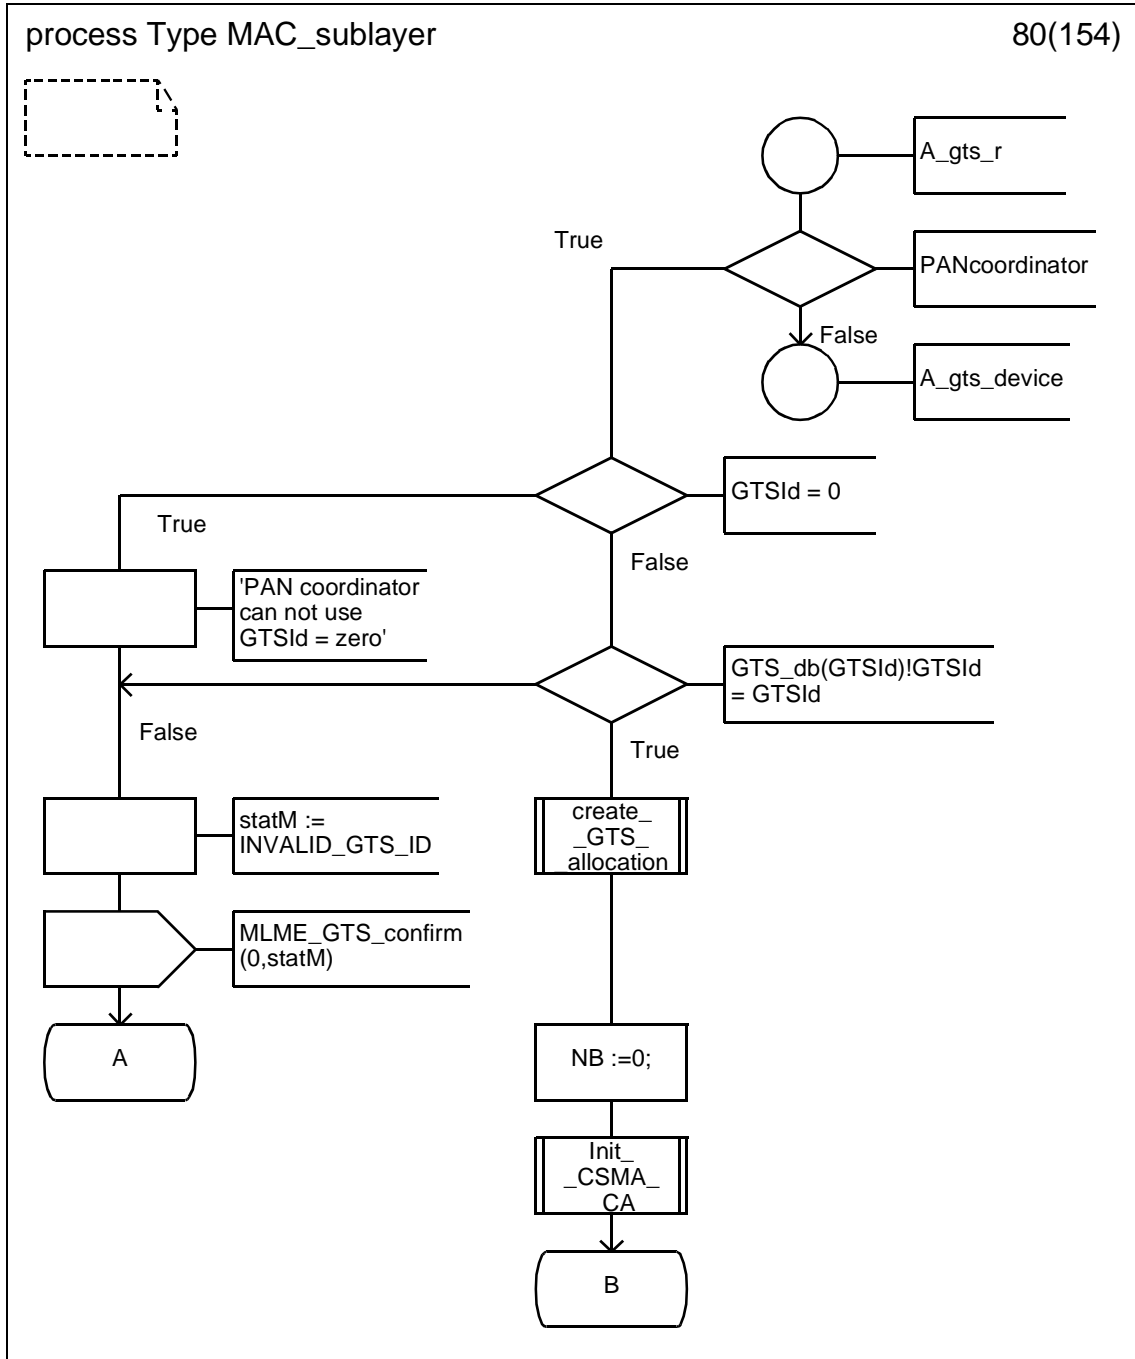 process Type MAC_sublayer
80(154)
A_gts_r
True
PANcoordinator
False
A_gts_device
GTSId = 0
True
False
'PAN coordinator
can not use
GTSId = zero'
GTS_db(GTSId)!GTSId
= GTSId
False
True
statM :=
INVALID_GTS_ID
create_
_GTS_
_allocation
MLME_GTS_confirm
(0,statM)
A
NB :=0;
Init_
_CSMA_
CA
B